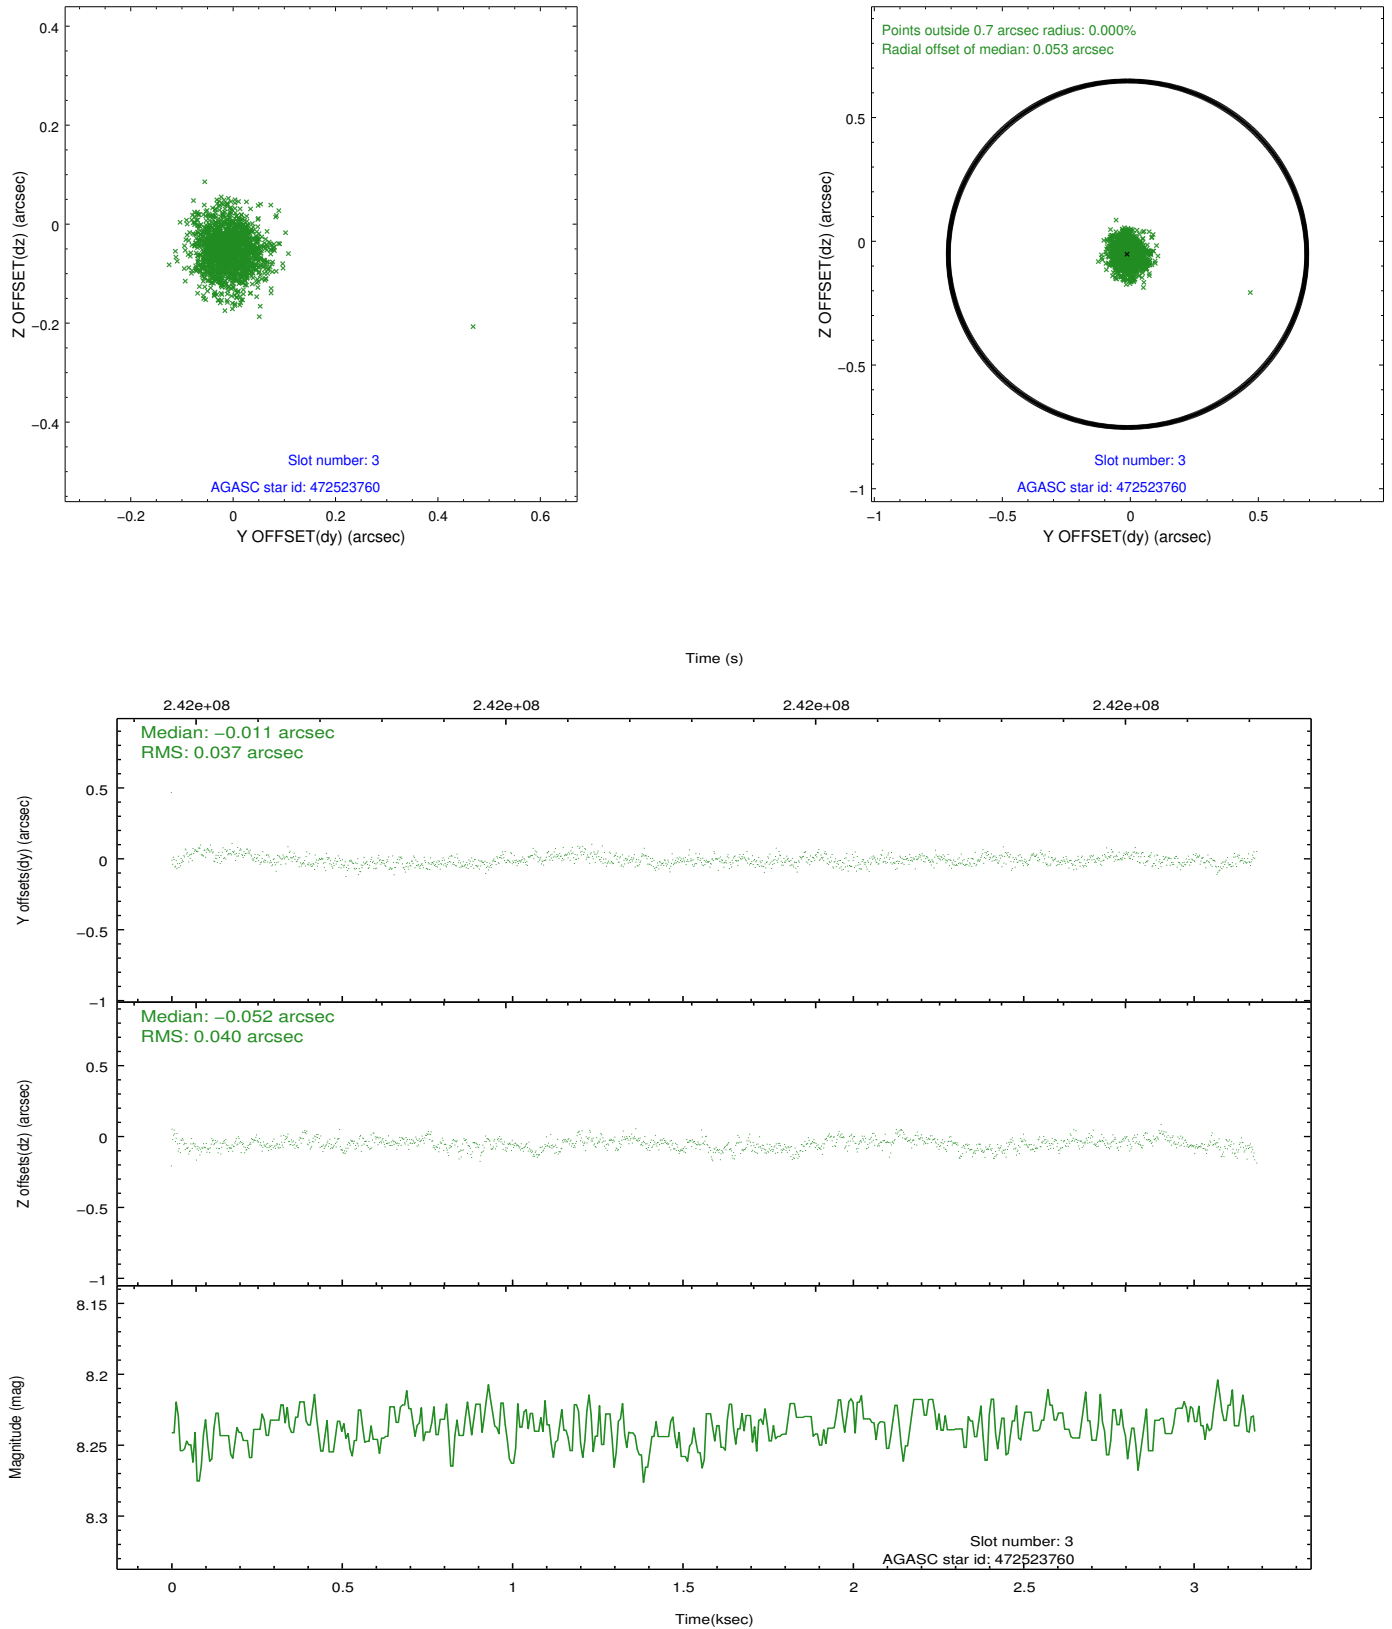 0.4
0.2
0
−0.2
−0.4
Z OFFSET(dz) (arcsec)
Slot number: 3
AGASC star id: 472523760
−0.2 0 0.2 0.4 0.6
Y OFFSET(dy) (arcsec)
Points outside 0.7 arcsec radius: 0.000%
Radial offset of median: 0.053 arcsec
0.5
0
−0.5
−1
Z OFFSET(dz) (arcsec)
Slot number: 3
AGASC star id: 472523760
−1 −0.5 0 0.5
Y OFFSET(dy) (arcsec)
Time (s)
2.42e+08 2.42e+08 2.42e+08 2.42e+08
Median: −0.011 arcsec
RMS: 0.037 arcsec
0.5
0
−0.5
−1
Y offsets(dy) (arcsec)
Median: −0.052 arcsec
RMS: 0.040 arcsec
0.5
0
−0.5
−1
Z offsets(dz) (arcsec)
8.15
8.2
8.25
8.3
Magnitude (mag)
Slot number: 3
AGASC star id: 472523760
0 0.5 1 1.5 2 2.5 3
Time(ksec)